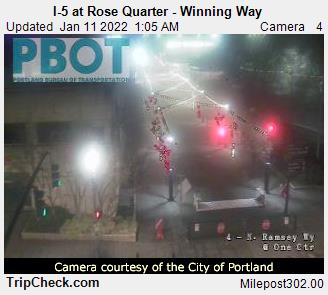 I-5 at Rose Quarter - Winning Way
Updated Jan 11 2022 1:05 AM Camera 4
PBOT
PORTLAND BUREAU OF TRANSPORTATION
4 - N. Ramsey Wy
@ One Ctr
Camera courtesy of the City of Portland
TripCheck.com Milepost302.00